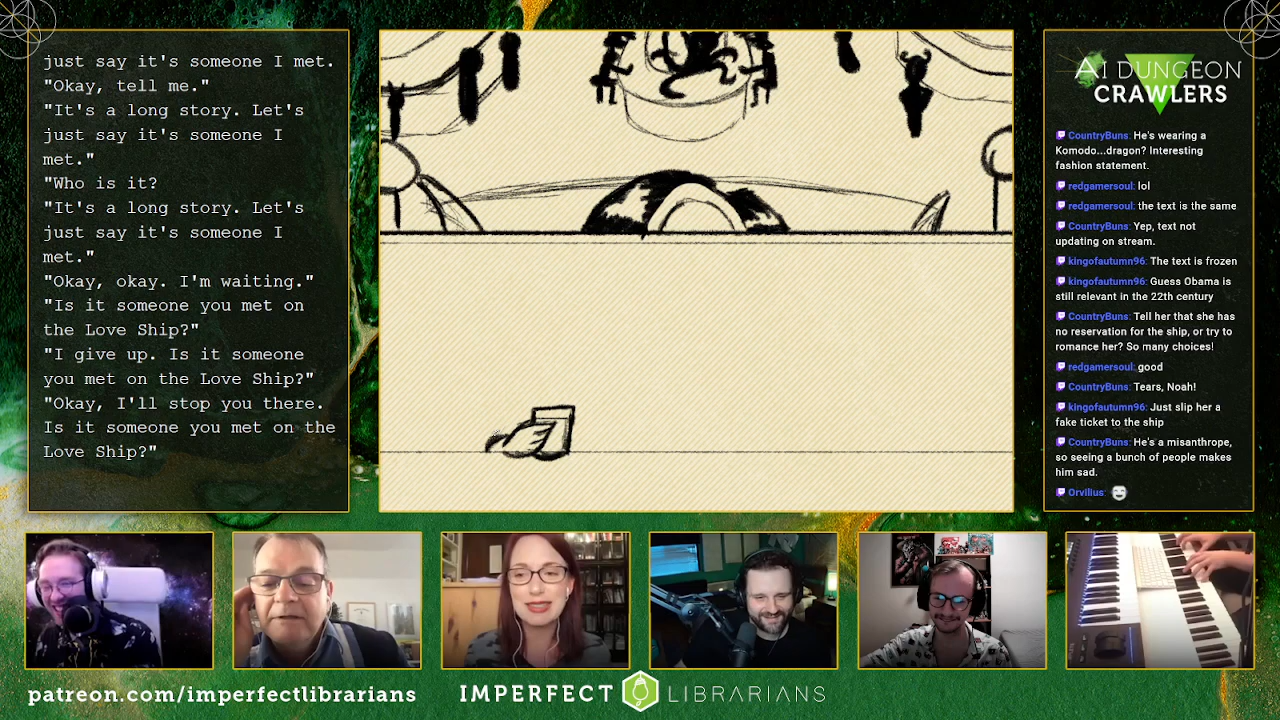 just say it's someone I met.
"Okay, tell me."
"It's a long story. Let's
just say it's someone I
met."
"Who is it?
"It's a long story. Let's
just say it's someone I
met."
"Okay, okay. I'm waiting."
"Is it someone you met on
the Love Ship?"
"I give up. Is it someone
you met on the Love Ship?"
"Okay, I'll stop you there.
Is it someone you met on the
Love Ship?"
AI DUNGEON
CRAWLERS
CountryBuns: He's wearing a
Komodo...dragon? Interesting
fashion statement.
redgamersoul: lol
redgamersoul: the text is the same
CountryBuns: Yep, text not
updating on stream.
kingofautumn96: The text is frozen
kingofautumn96: Guess Obama is
still relevant in the 22th century
CountryBuns: Tell her that she has
no reservation for the ship, or try to
romance her? So many choices!
redgamersoul: good
CountryBuns: Tears, Noah!
kingofautumn96: Just slip her a
fake ticket to the ship
CountryBuns: He's a misanthrope,
so seeing a bunch of people makes
him sad.
Orvilius:
patreon.com/imperfectlibrarians
IMPERFECT LIBRARIANS